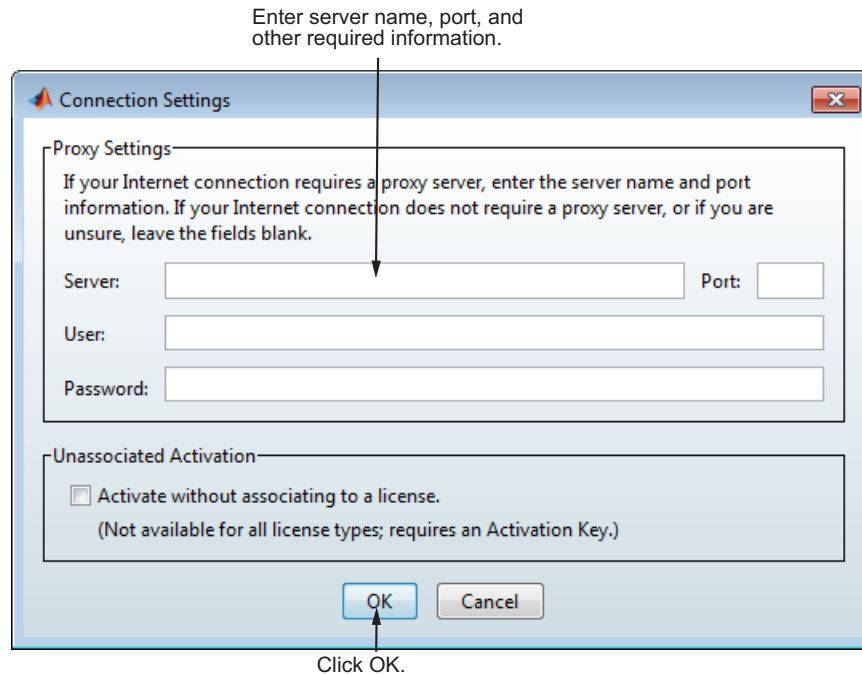 Enter server name, port, and
other required information.
Connection Settings
Proxy Settings
If your Internet connection requires a proxy server, enter the server name and port
information. If your Internet connection does not require a proxy server, or if you are
unsure, leave the fields blank.
Server: Port:
User:
Password:
Unassociated Activation
Activate without associating to a license.
(Not available for all license types; requires an Activation Key.)
OK Cancel
Click OK.